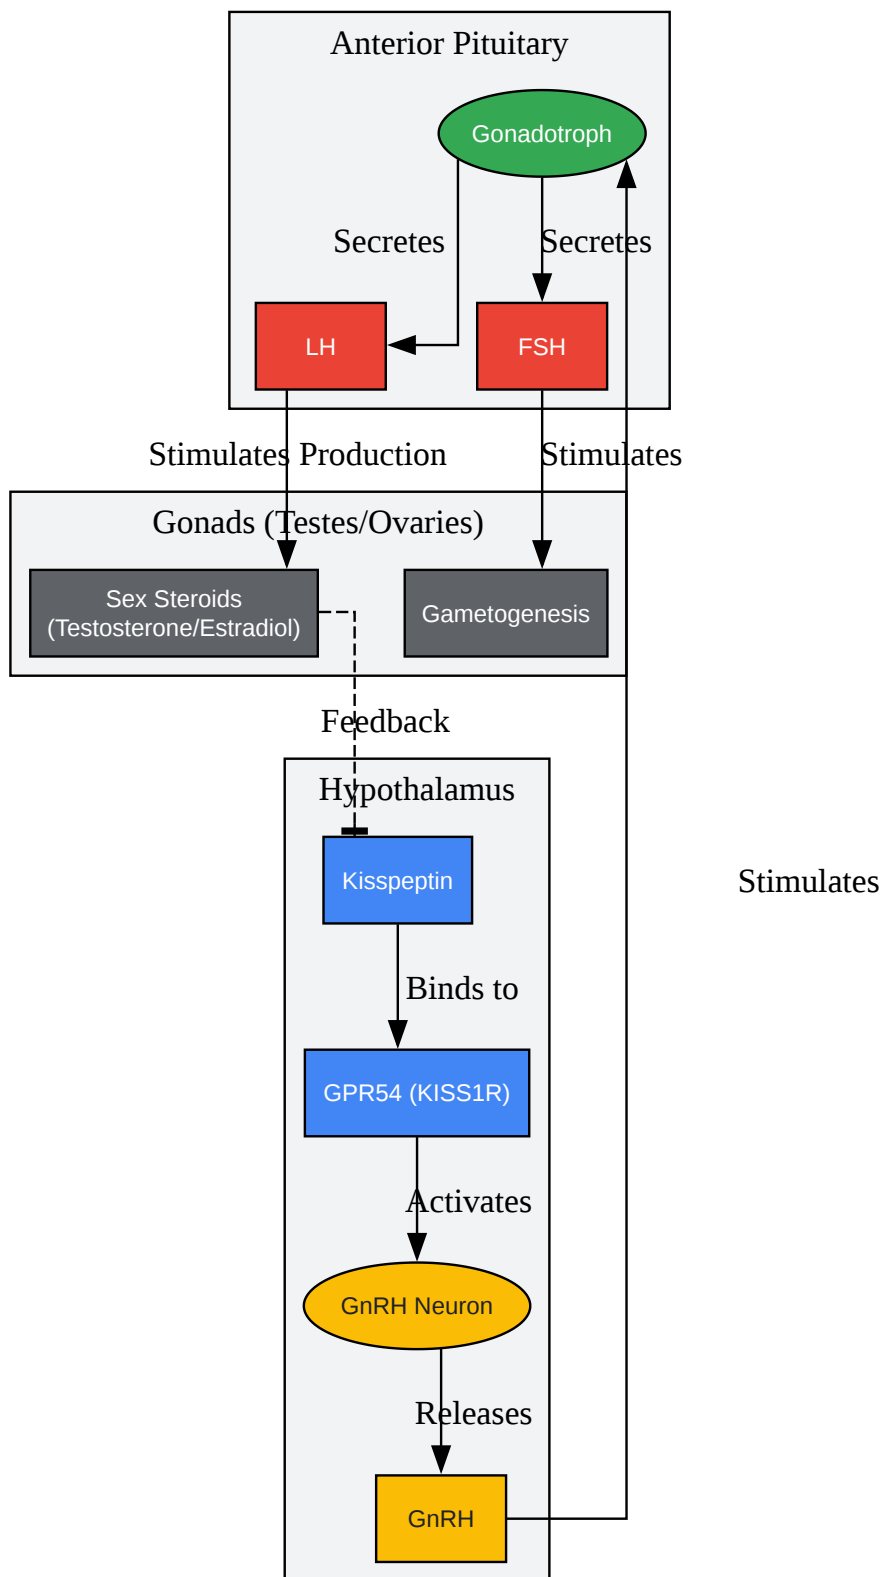 Anterior Pituitary
Gonadotroph
Secretes
Secretes
LH
FSH
Stimulates Production
Stimulates
Gonads (Testes/Ovaries)
Sex Steroids
(Testosterone/Estradiol)
Gametogenesis
Feedback
Hypothalamus
Kisspeptin
Stimulates
Binds to
GPR54 (KISS1R)
Activates
GnRH Neuron
Releases
GnRH